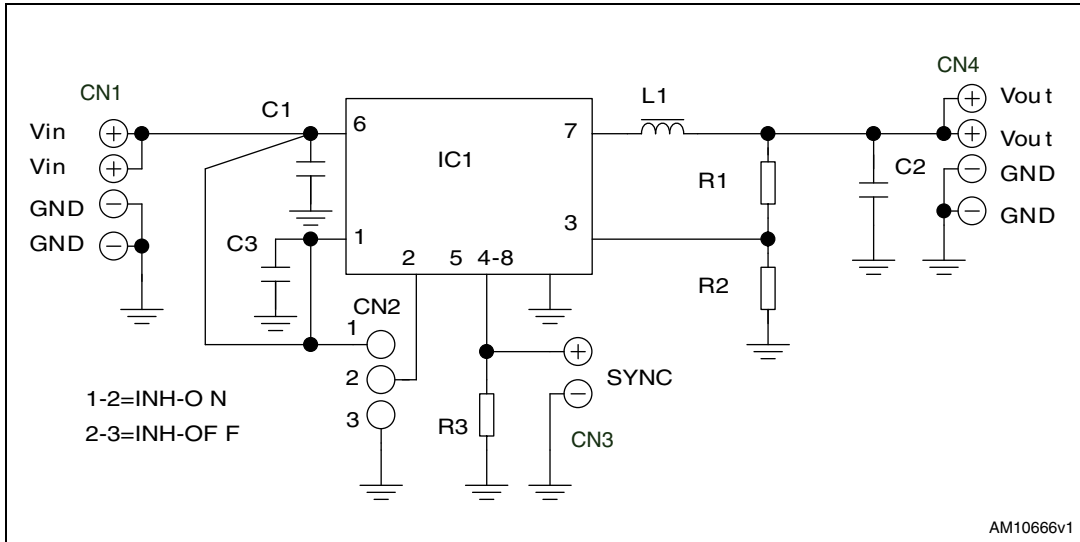 CN1
Vin
Vin
GND
GND
C1
6
IC1
7
L1
CN4
Vout
Vout
GND
GND
C2
R1
3
R2
C3
1
2
5
4-8
CN2
1
2
3
R3
SYNC
CN3
1-2=INH-O N
2-3=INH-OF F
AM10666v1